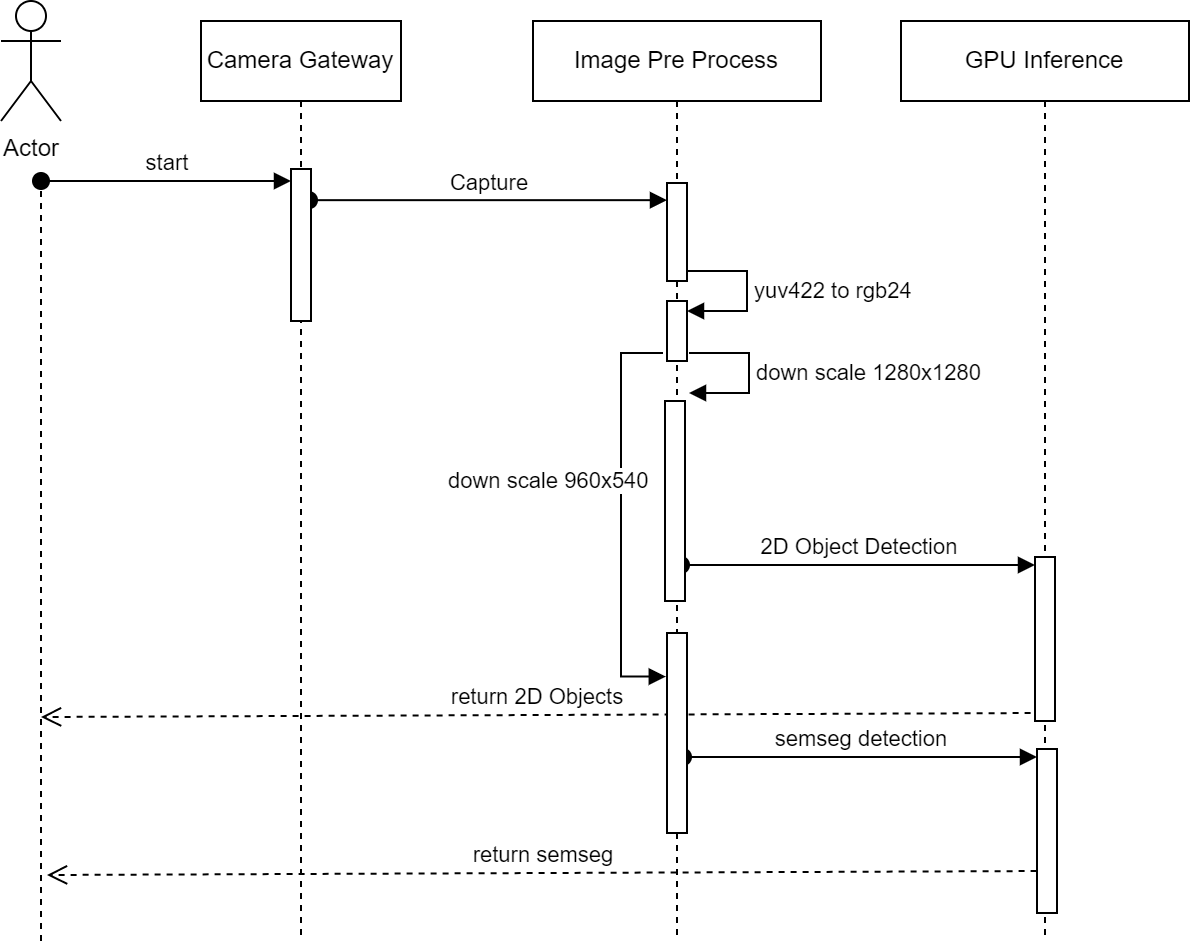 Camera Gateway
Image Pre Process
GPU Inference
Actor
start
Capture
yuv422 to rgb24
down scale 1280x1280
down scale 960x540
2D Object Detection
return 2D Objects
semseg detection
return semseg